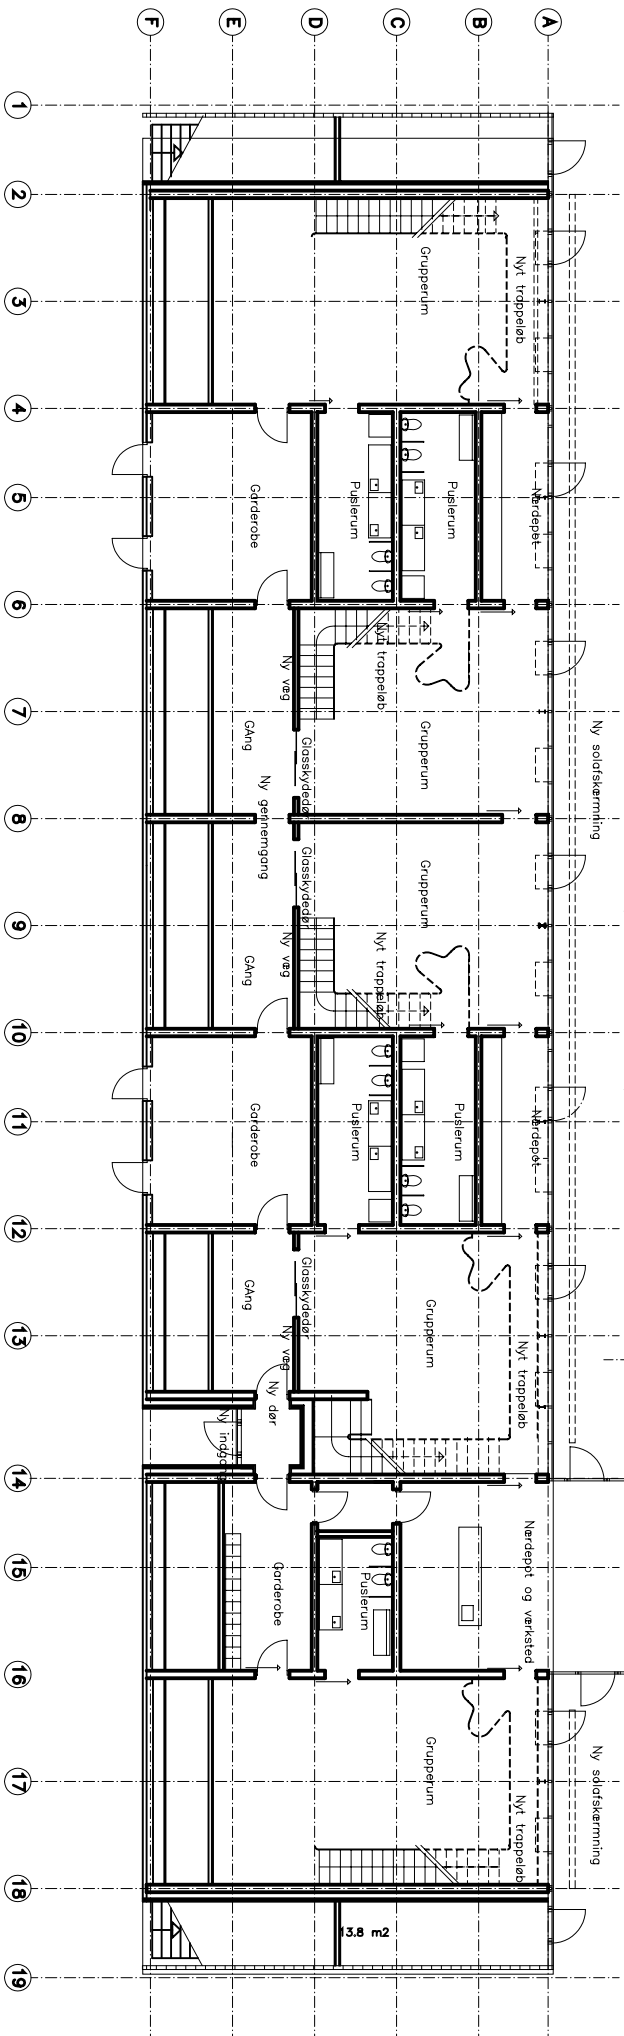 F
E
D
C
B
A
1
2
3
4
5
6
7
8
9
10
11
12
13
14
15
16
17
18
19
Grupperum
Nyt trappeløb
Garderobe
Puslerum
Puslerum
Nærdepot
Ny væg
Nyt trappeløb
GAng
Ny gennemgang
Glasskydedør
Grupperum
Ny solafskærmning
Glasskydedør
Grupperum
GAng
Ny væg
Nyt trappeløb
Garderobe
Puslerum
Puslerum
Nærdepot
GAng
Glasskydedør
Ny væg
Grupperum
Nyt trappeløb
Ny dør
Ny indgang
Garderobe
Puslerum
Nærdepot og værksted
Grupperum
Nyt trappeløb
Ny solafskærmning
13.8 m2